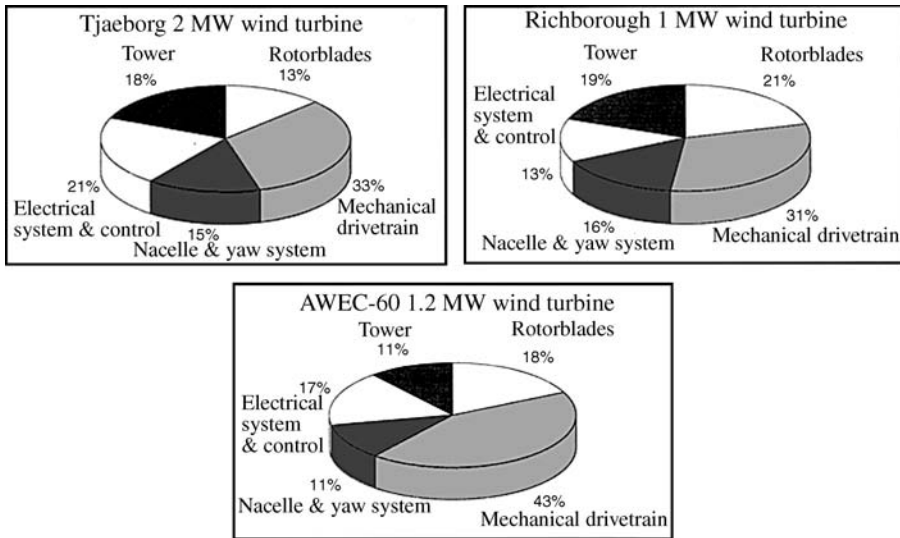 Tjaeborg 2 MW wind turbine
Tower
18%
Rotorblades
13%
33%
Mechanical
drivetrain
15%
Nacelle & yaw system
21%
Electrical
system & control
Richborough 1 MW wind turbine
Tower
19%
Rotorblades
21%
Electrical
system
& control
13%
16%
Nacelle & yaw system
31%
Mechanical drivetrain
AWEC-60 1.2 MW wind turbine
Tower
11%
Rotorblades
18%
17%
Electrical
system
& control
11%
Nacelle & yaw system
43%
Mechanical drivetrain